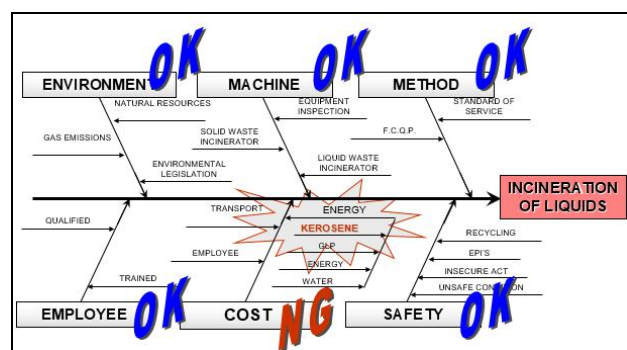 ENVIRONMENT OK
MACHINE OK
METHOD OK
NATURAL RESOURCES
GAS EMISSIONS
ENVIRONMENTAL
LEGISLATION
EQUIPMENT
INSPECTION
SOLID WASTE
INCINERATOR
LIQUID WASTE
INCINERATOR
STANDARD OF
SERVICE
F.C.Q.P.
INCINERATION
OF LIQUIDS
QUALIFIED
TRAINED
TRANSPORT
EMPLOYEE
ENERGY
KEROSENE
GLP
ENERGY
WATER
RECYCLING
EPI'S
INSECURE ACT
UNSAFE CONDITION
EMPLOYEE OK
COST NG
SAFETY OK